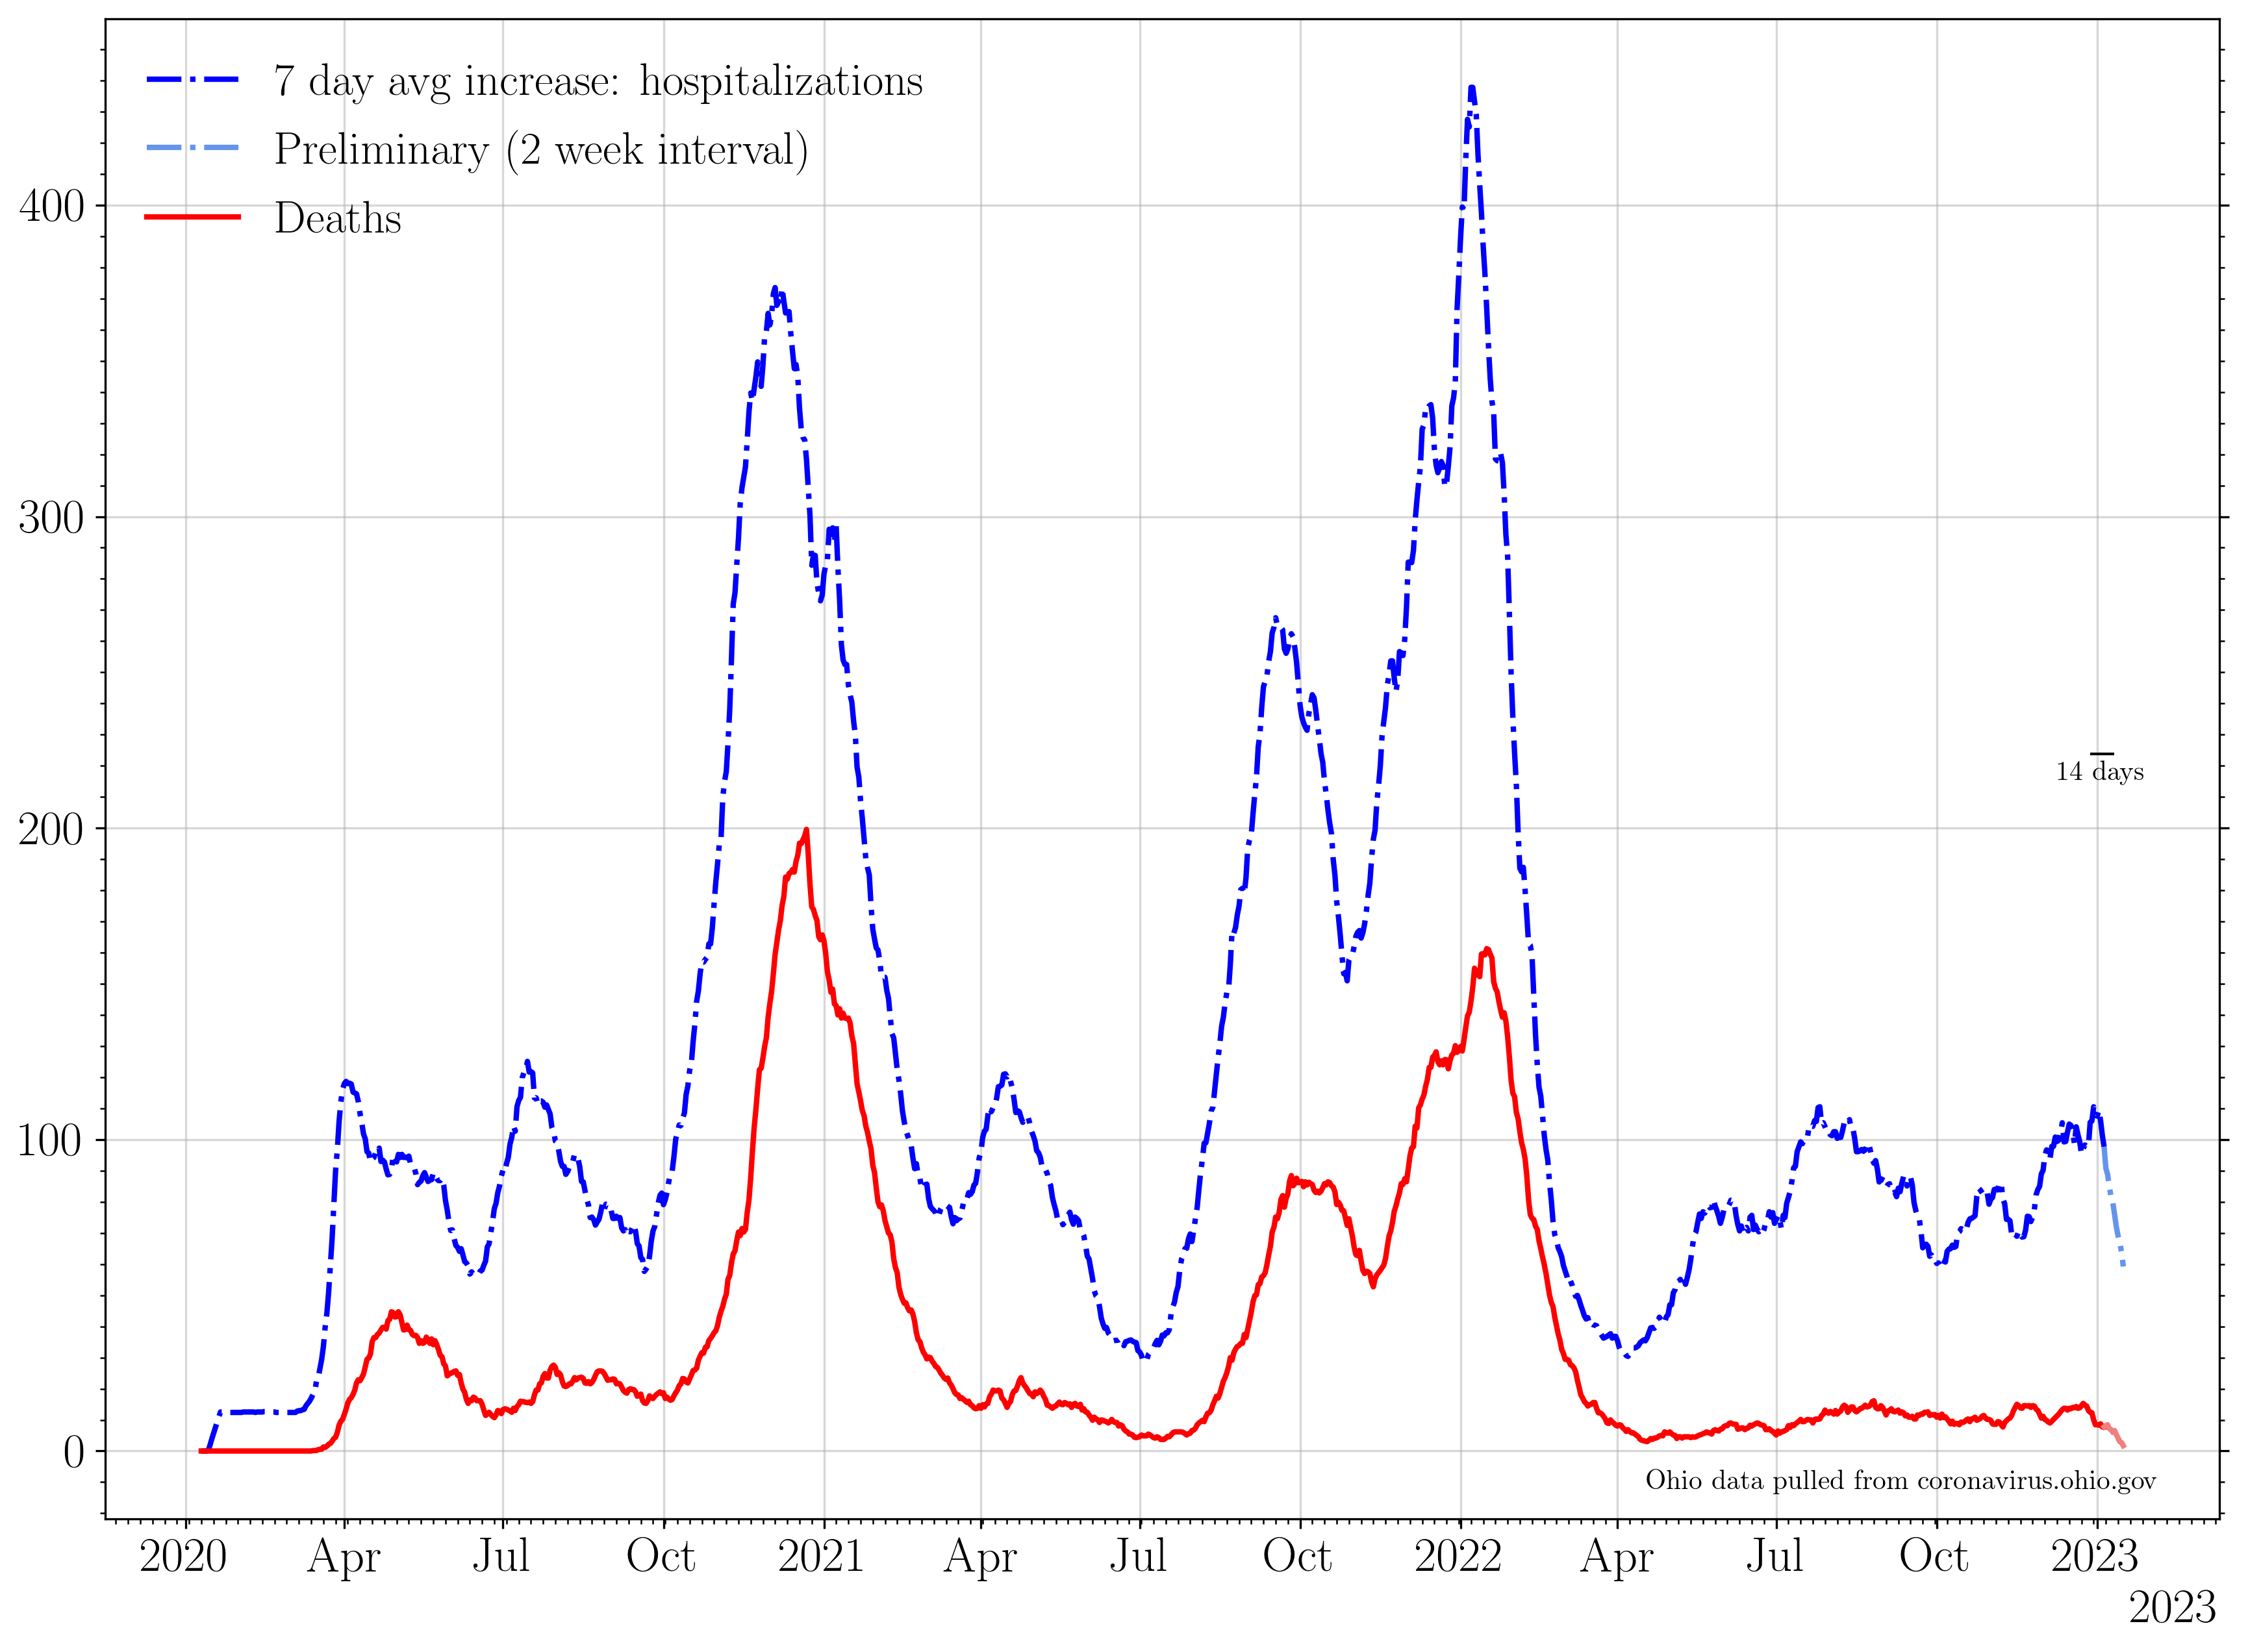 7 day avg increase: hospitalizations
Preliminary (2 week interval)
Deaths
400
300
200
100
0
14 days
Ohio data pulled from coronavirus.ohio.gov
2020 Apr Jul Oct 2021 Apr Jul Oct 2022 Apr Jul Oct 2023
2023